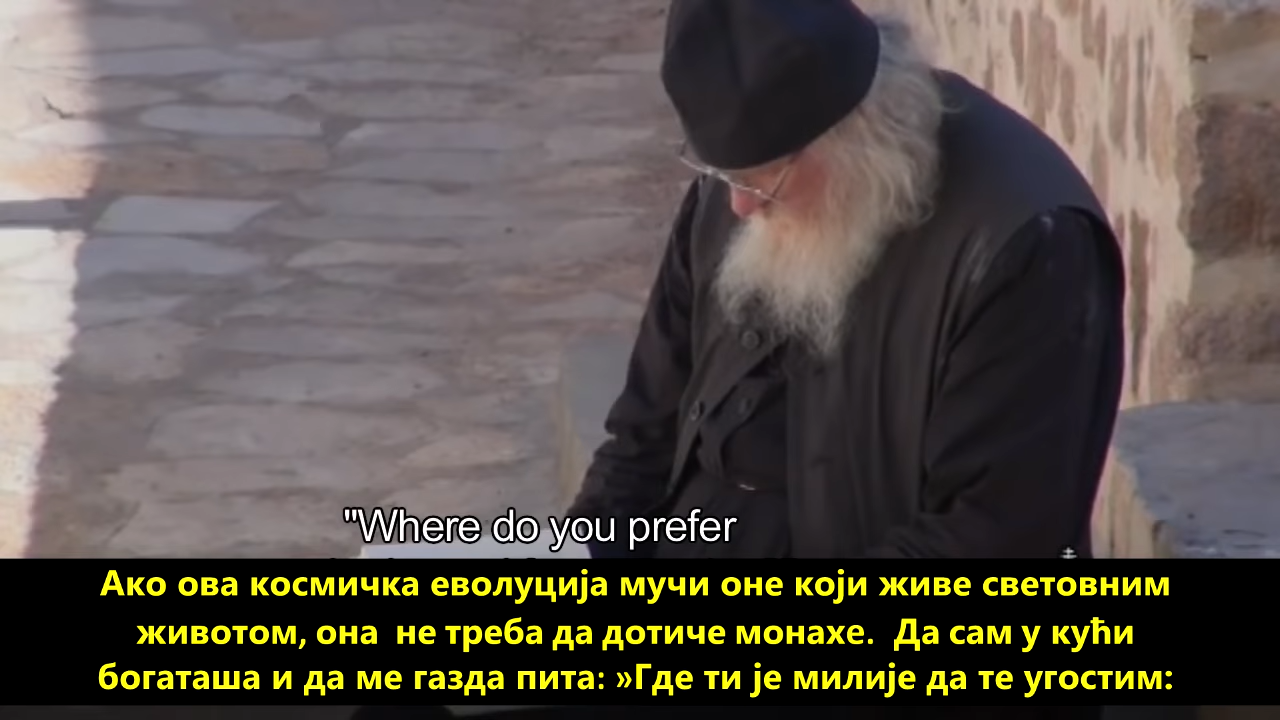 "Where do you prefer
Ако ова космичка еволуција мучи оне који живе световним
животом, она  не треба да дотиче монахе.  Да сам у кући
богаташа и да ме газда пита: »Где ти је милије да те угостим: